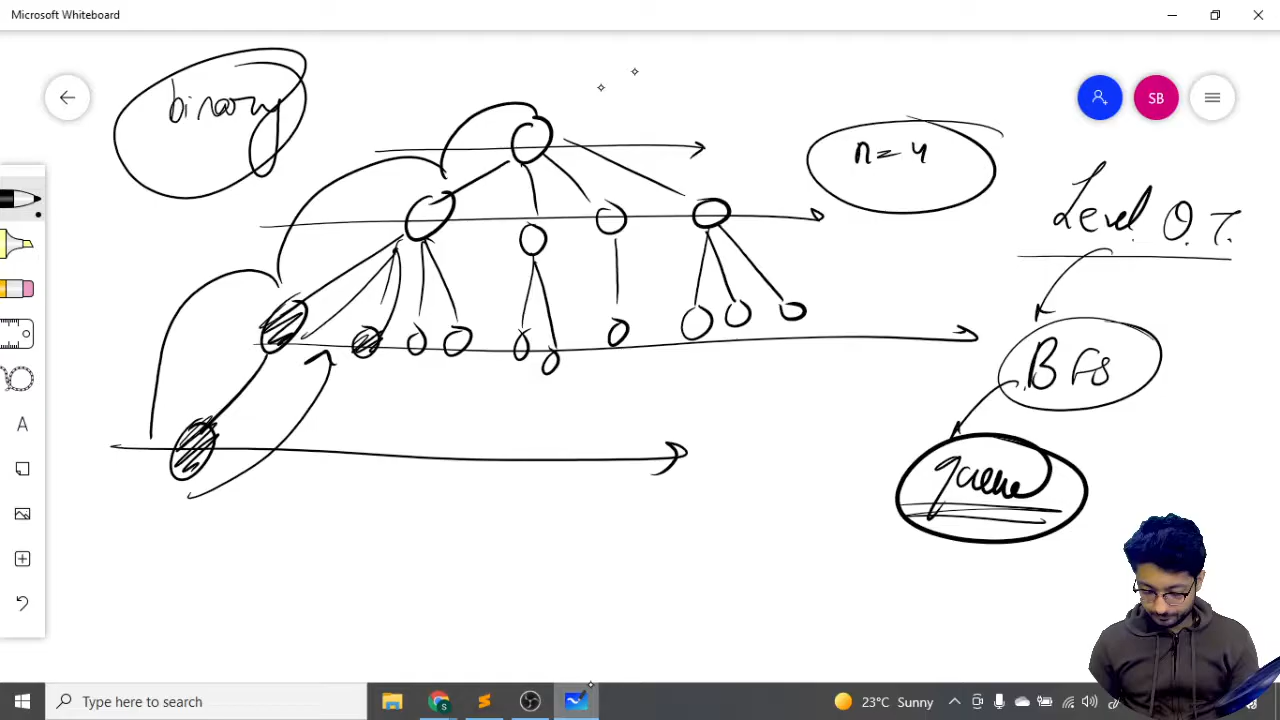 Microsoft Whiteboard
binary
n = 4
SB
Level O.T.
BFS
queue
A
Type here to search
S
23°C Sunny